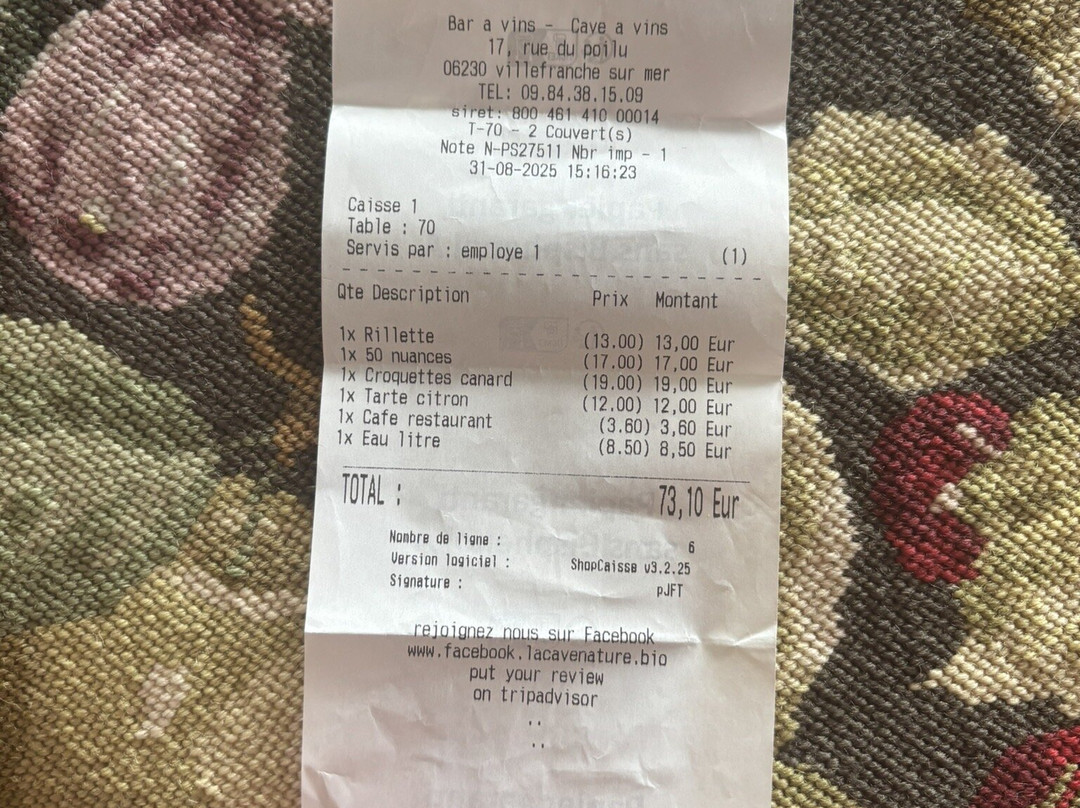 Bar a vins - Cave a vins
17, rue du poilu
06230 villefranche sur mer
TEL: 09.84.38.15.09
siret: 800 461 410 00014
T-70 - 2 Couvert(s)
Note N-PS27511 Nbr imp - 1
31-08-2025 15:16:23
Caisse 1
Table : 70
Servis par : employe 1 (1)
Qte Description Prix Montant
1x Rillette (13.00) 13,00 Eur
1x 50 nuances (17.00) 17,00 Eur
1x Croquettes canard (19.00) 19,00 Eur
1x Tarte citron (12.00) 12,00 Eur
1x Cafe restaurant (3.60) 3,60 Eur
1x Eau litre (8.50) 8,50 Eur
TOTAL : 73,10 Eur
Nombre de ligne : 6
Version logiciel : ShopCaisse v3.2.25
Signature : pJFT
rejoignez nous sur Facebook
www.facebook.lacavenature.bio
put your review
on tripadvisor
..
..